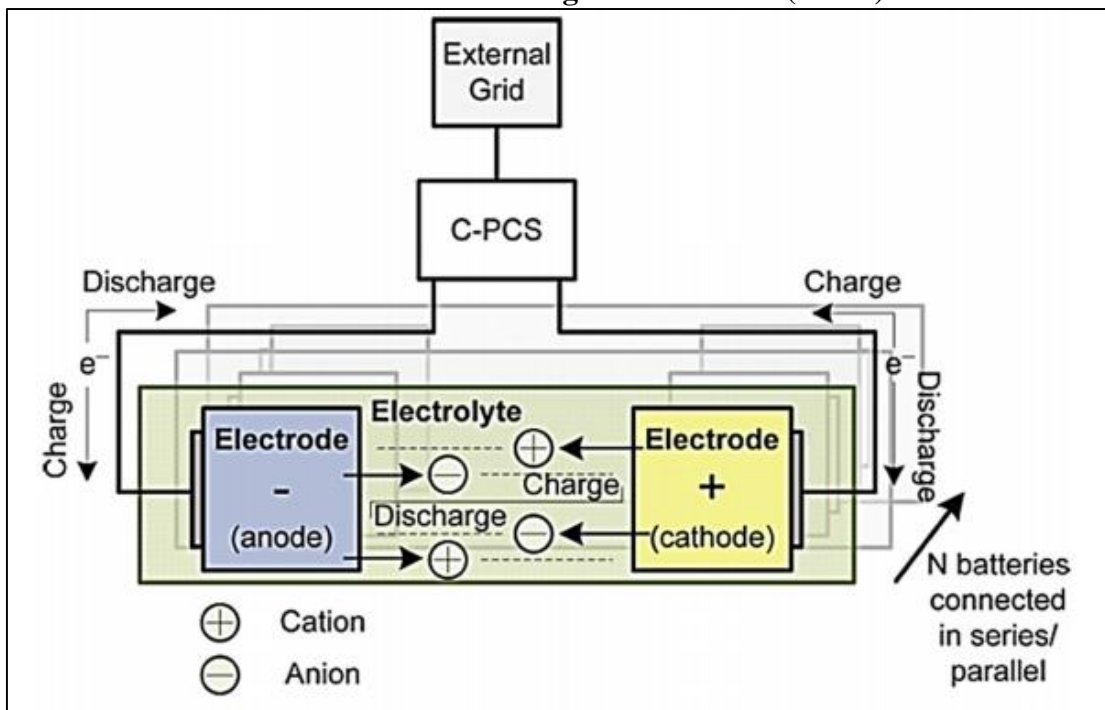 External
Grid
C-PCS
Discharge
Charge
e⁻
e⁻
Charge
Discharge
Electrolyte
Electrode
-
(anode)
Electrode
+
(cathode)
+
-
Charge
Discharge
-
+
N batteries
connected
in series/
parallel
+ Cation
- Anion